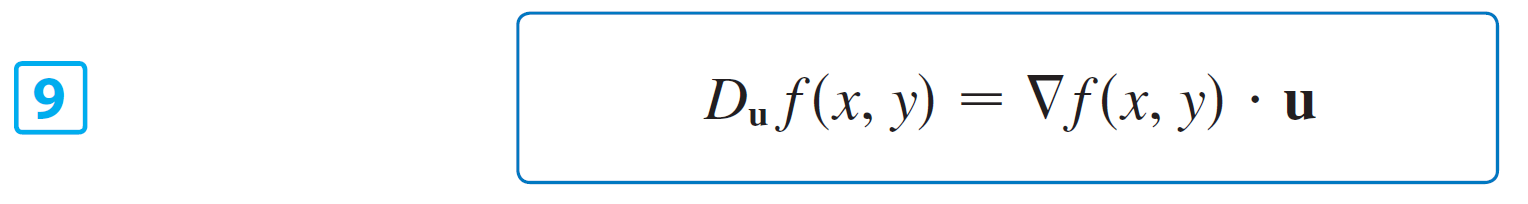 9 D_u f(x, y) = ∇f(x, y) · u